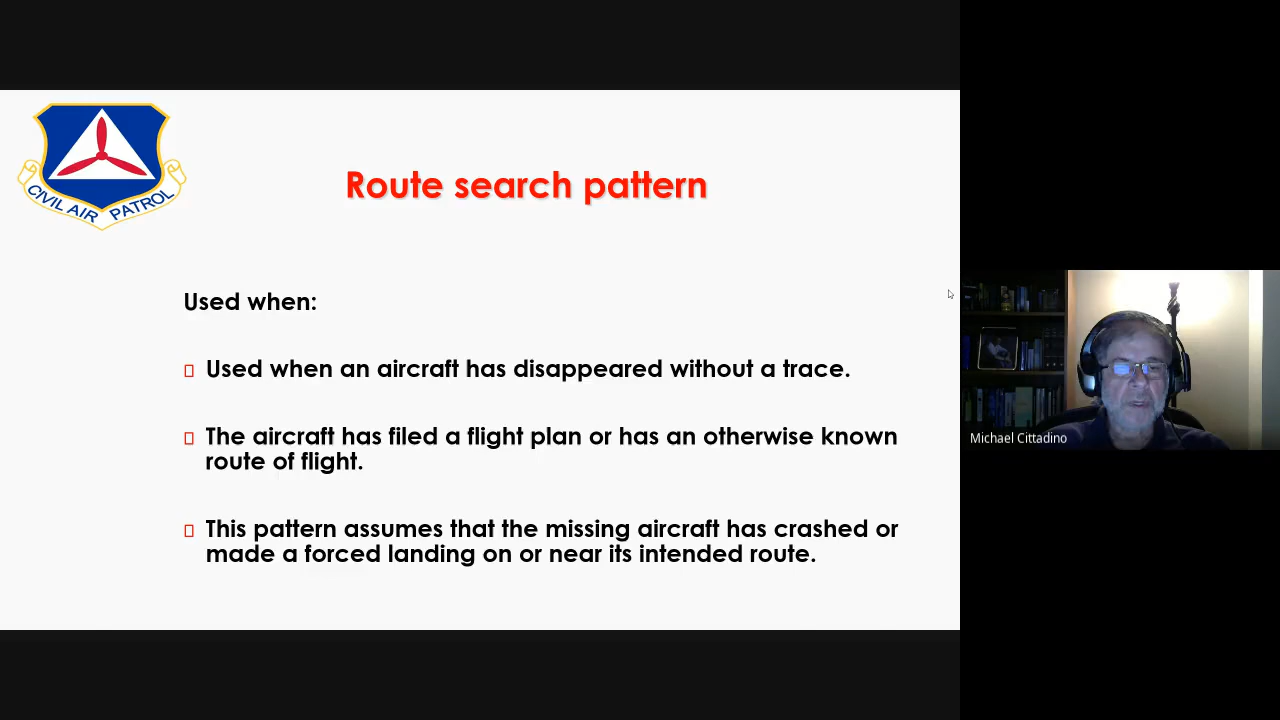 CIVIL AIR PATROL
Route search pattern
Used when:
Used when an aircraft has disappeared without a trace.
The aircraft has filed a flight plan or has an otherwise known
route of flight.
This pattern assumes that the missing aircraft has crashed or
made a forced landing on or near its intended route.
Michael Cittadino